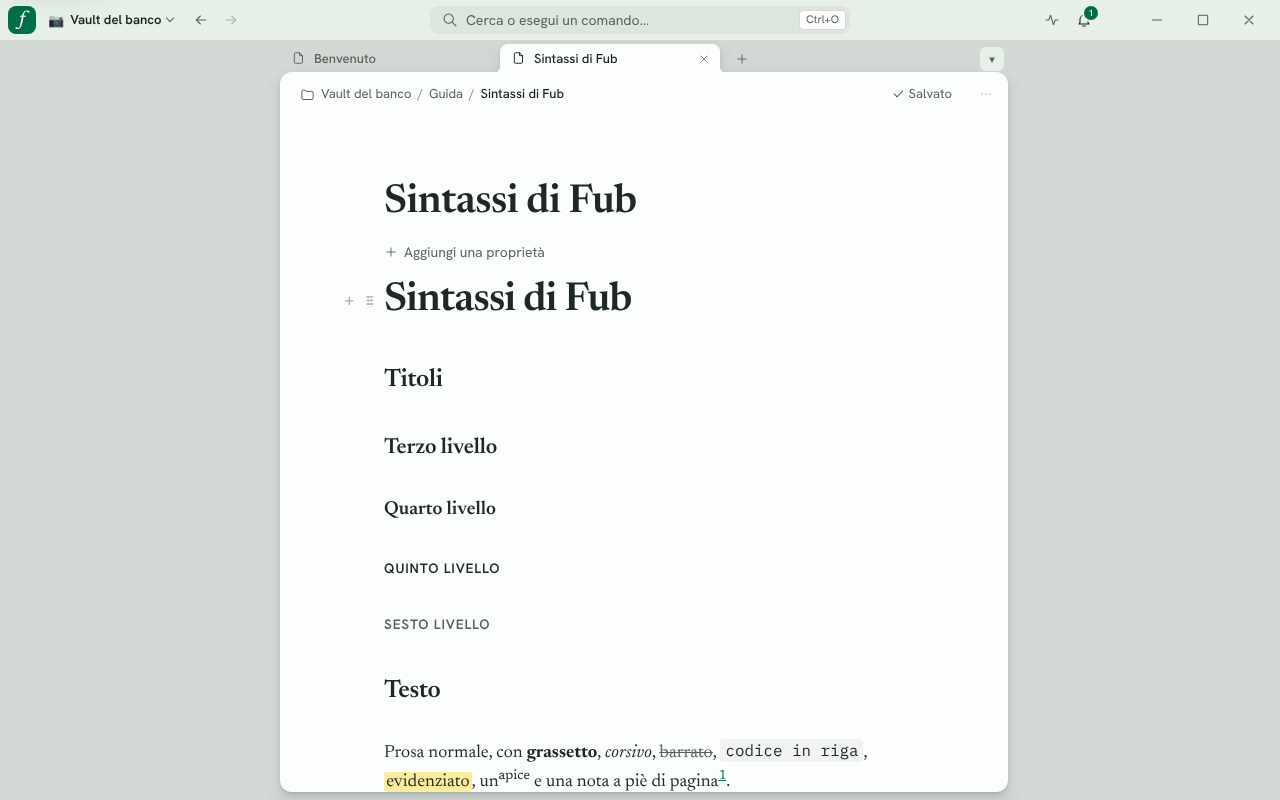 f Vault del banco
Cerca o esegui un comando… Ctrl+O
1
Benvenuto
Sintassi di Fub
Vault del banco / Guida / Sintassi di Fub
Salvato
Sintassi di Fub
Aggiungi una proprietà
Sintassi di Fub
Titoli
Terzo livello
Quarto livello
QUINTO LIVELLO
SESTO LIVELLO
Testo
Prosa normale, con grassetto, corsivo, barrato, codice in riga,
evidenziato, unapice e una nota a piè di pagina1.